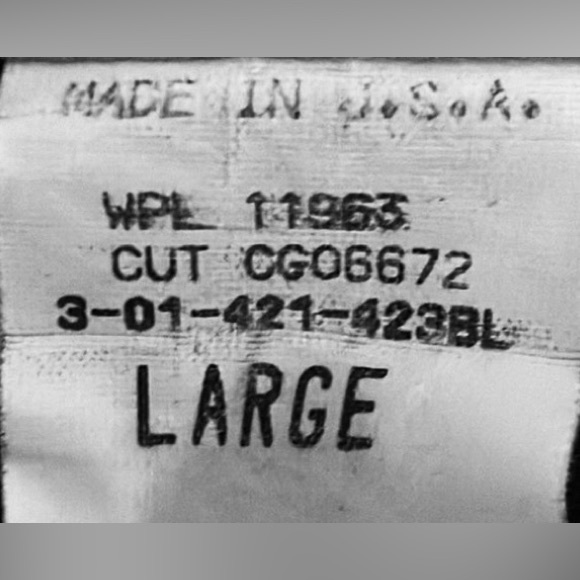 MADE IN U.S.A.
WPL 11963
CUT CG06672
3-01-421-423BL
LARGE